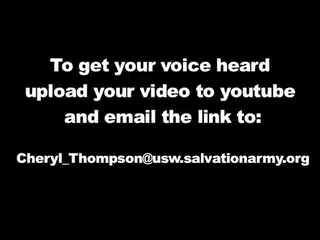 To get your voice heard
upload your video to youtube
and email the link to:
Cheryl_Thompson@usw.salvationarmy.org